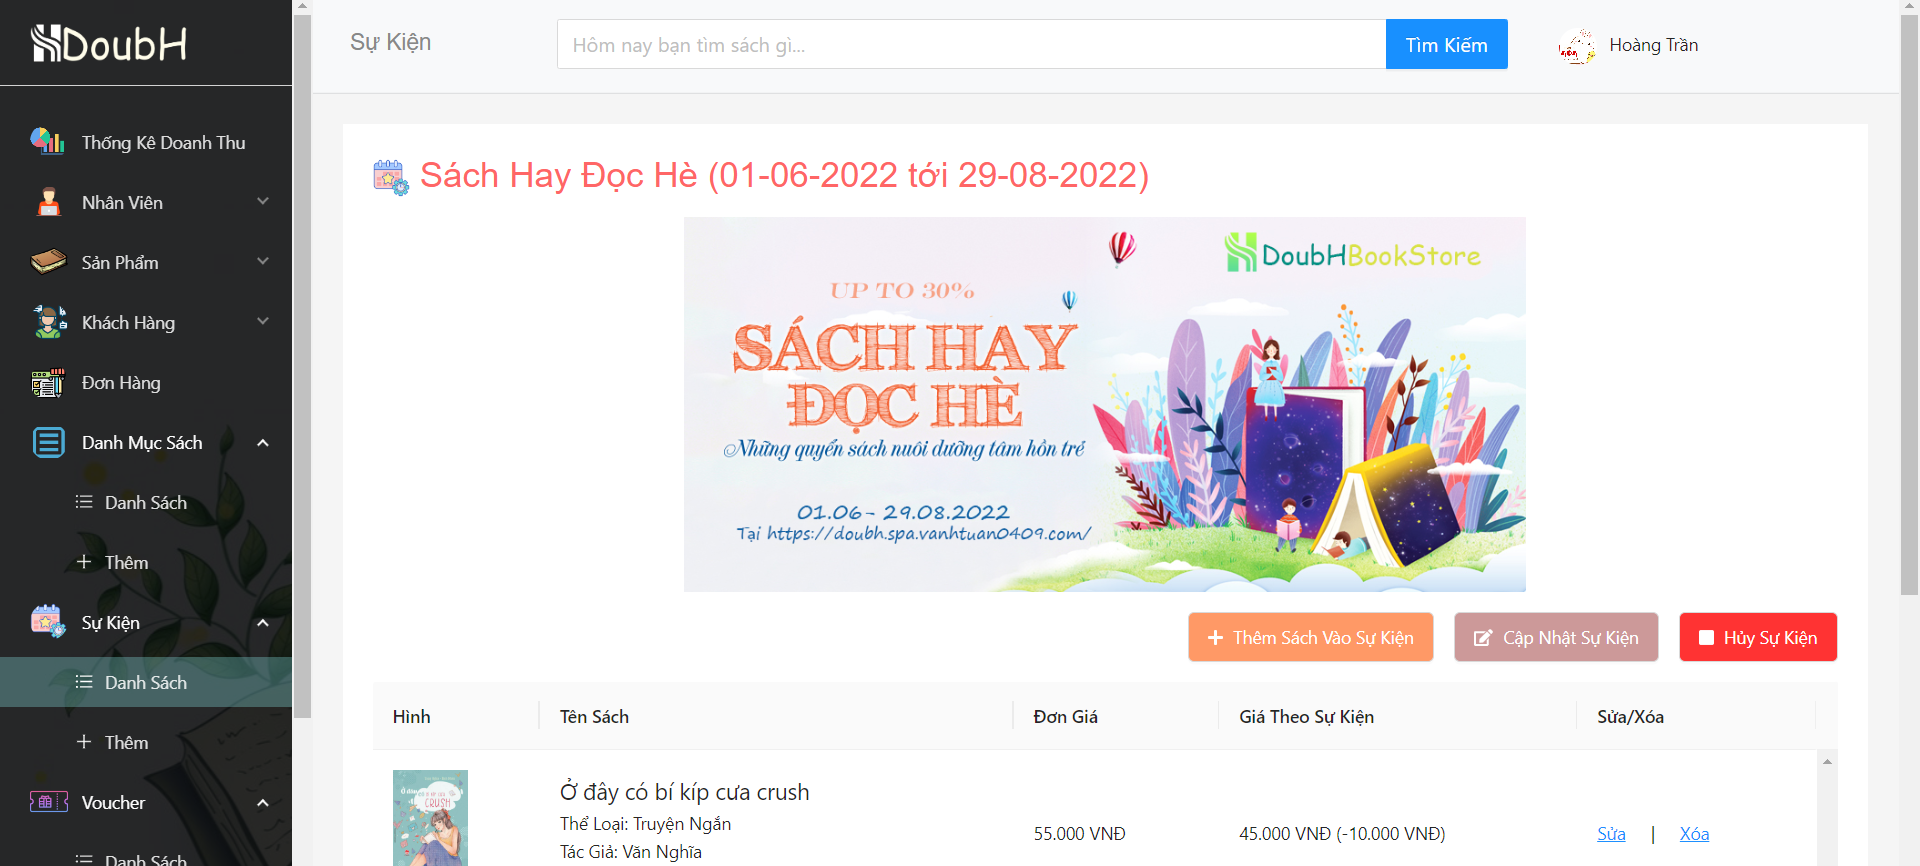 DoubH
Sự Kiện
Hôm nay bạn tìm sách gì...
Tìm Kiếm
Hoàng Trần
Thống Kê Doanh Thu
Nhân Viên
Sản Phẩm
Khách Hàng
Đơn Hàng
Danh Mục Sách
Danh Sách
Thêm
Sự Kiện
Danh Sách
Thêm
Voucher
Danh Sách
Sách Hay Đọc Hè (01-06-2022 tới 29-08-2022)
DoubHBookStore
UP TO 30%
SÁCH HAY
ĐỌC HÈ
Những quyển sách nuôi dưỡng tâm hồn trẻ
01.06- 29.08.2022
Tại https://doubh.spa.vanhtuan0409.com/
Thêm Sách Vào Sự Kiện
Cập Nhật Sự Kiện
Hủy Sự Kiện
Hình
Tên Sách
Đơn Giá
Giá Theo Sự Kiện
Sửa/Xóa
CRUSH
Ở đây có bí kíp cưa crush
Thể Loại: Truyện Ngắn
Tác Giả: Văn Nghĩa
55.000 VNĐ
45.000 VNĐ (-10.000 VNĐ)
Sửa | Xóa